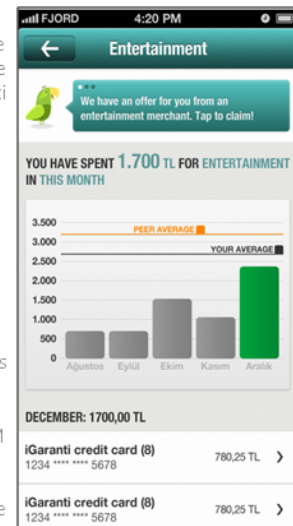 FJORD 4:20 PM
Entertainment
We have an offer for you from an
entertainment merchant. Tap to claim!
YOU HAVE SPENT 1.700 TL FOR ENTERTAINMENT
IN THIS MONTH
3.500
PEER AVERAGE
3.000
YOUR AVERAGE
2.500
2.000
1.500
1.000
500
0
Ağustos Eylül Ekim Kasım Aralık
DECEMBER: 1700,00 TL
iGaranti credit card (8)
1234 **** **** 5678
780,25 TL
iGaranti credit card (8)
1234 **** **** 5678
780,25 TL